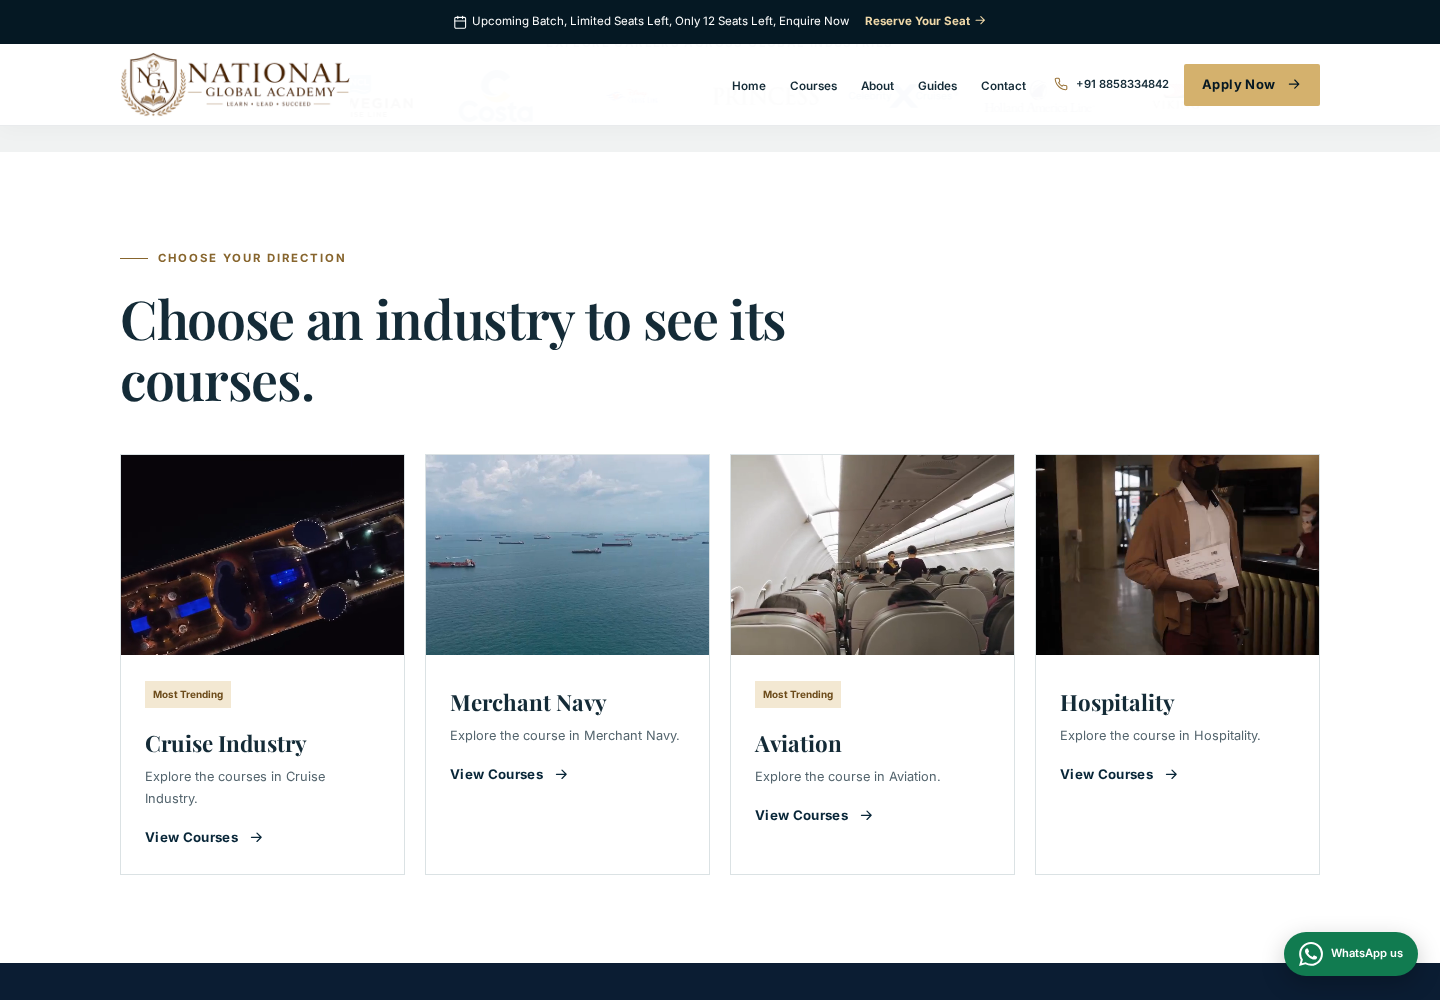 Upcoming Batch, Limited Seats Left, Only 12 Seats Left, Enquire Now Reserve Your Seat →
NGA
NATIONAL
GLOBAL ACADEMY
LEARN • LEAD • SUCCEED
Home Courses About Guides Contact +91 8858334842 Apply Now →
Costa
CHOOSE YOUR DIRECTION
Choose an industry to see its
courses.
Most Trending
Cruise Industry
Explore the courses in Cruise
Industry.
View Courses →
Merchant Navy
Explore the course in Merchant Navy.
View Courses →
Most Trending
Aviation
Explore the course in Aviation.
View Courses →
Hospitality
Explore the course in Hospitality.
View Courses →
WhatsApp us